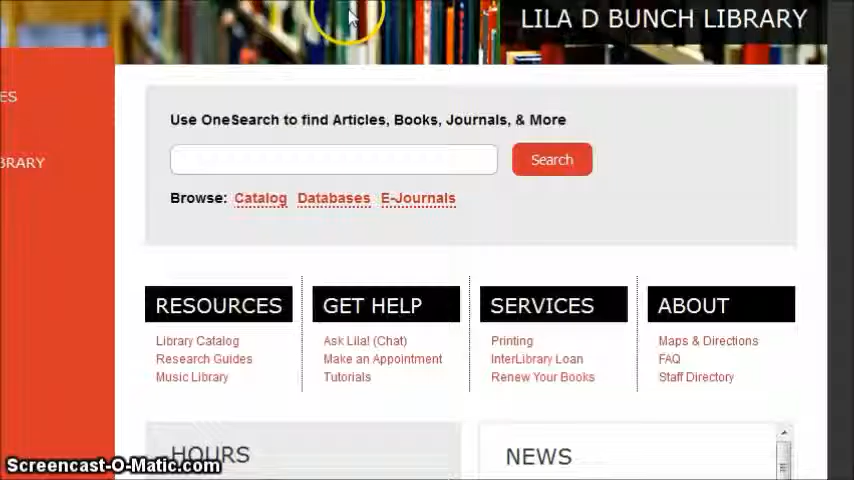 LILA D BUNCH LIBRARY
ES
BRARY
Use OneSearch to find Articles, Books, Journals, & More
Search
Browse: Catalog Databases E-Journals
RESOURCES
Library Catalog
Research Guides
Music Library
GET HELP
Ask Lila! (Chat)
Make an Appointment
Tutorials
SERVICES
Printing
InterLibrary Loan
Renew Your Books
ABOUT
Maps & Directions
FAQ
Staff Directory
HOURS
NEWS
Screencast-O-Matic.com